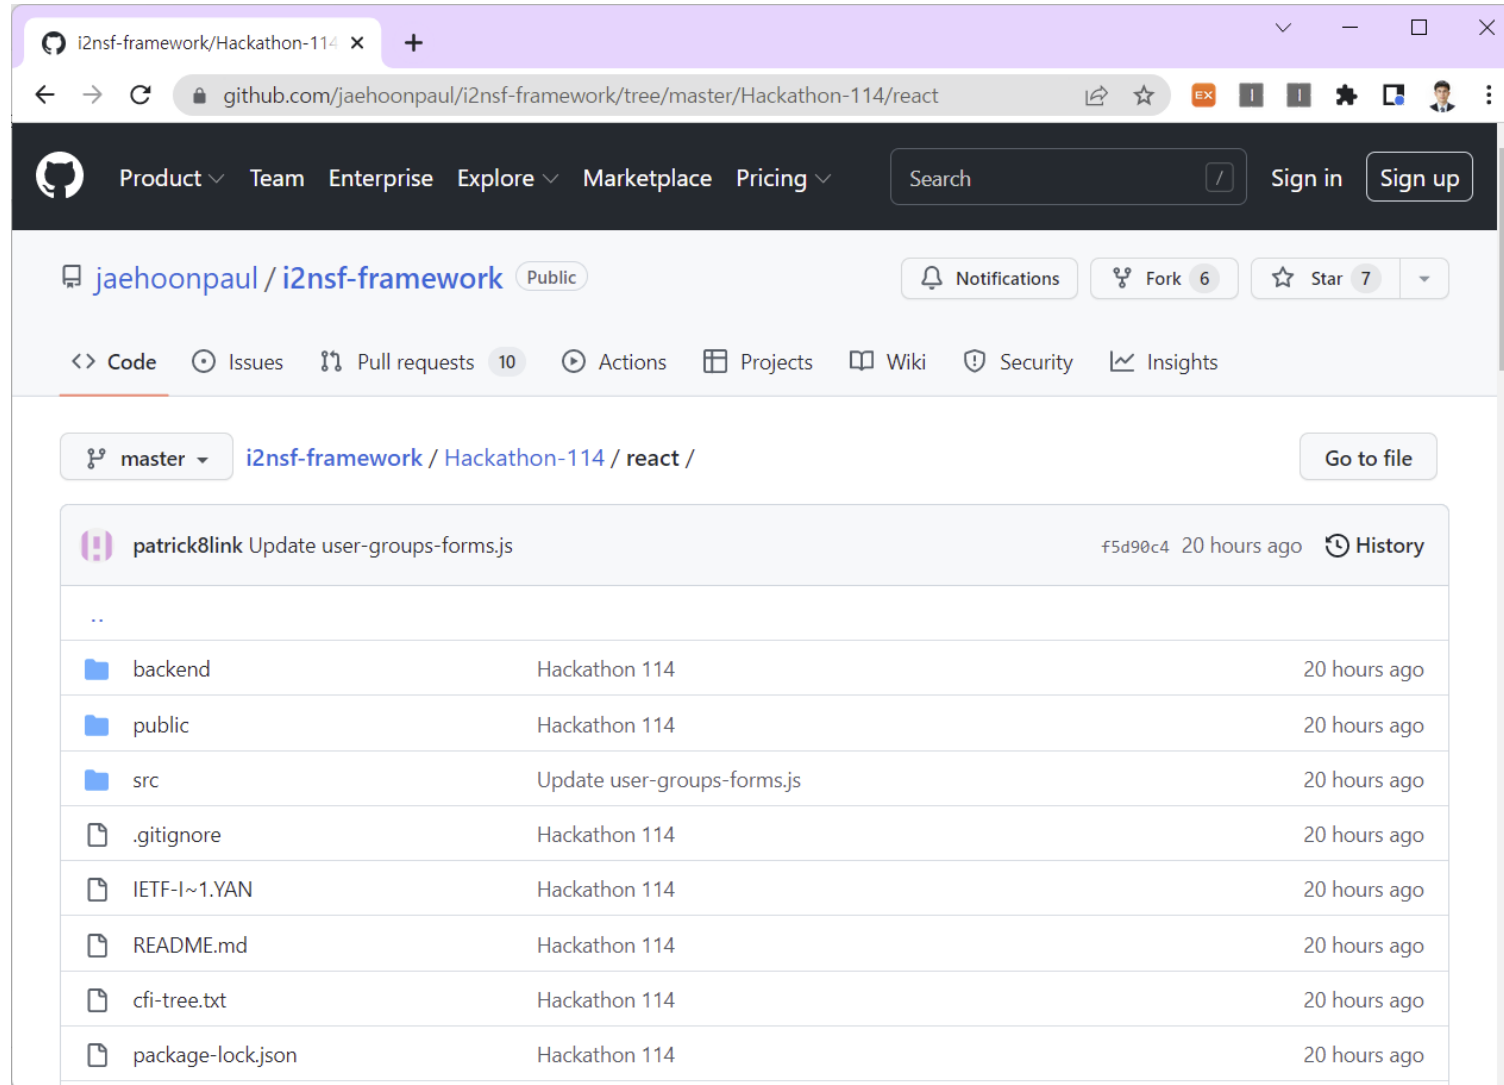 i2nsf-framework/Hackathon-114
github.com/jaehoonpaul/i2nsf-framework/tree/master/Hackathon-114/react
EX
Product Team Enterprise Explore Marketplace Pricing Search / Sign in Sign up
jaehoonpaul / i2nsf-framework Public Notifications Fork 6 Star 7
<> Code Issues Pull requests 10 Actions Projects Wiki Security Insights
master i2nsf-framework / Hackathon-114 / react / Go to file
patrick8link Update user-groups-forms.js f5d90c4 20 hours ago History
..
backend Hackathon 114 20 hours ago
public Hackathon 114 20 hours ago
src Update user-groups-forms.js 20 hours ago
.gitignore Hackathon 114 20 hours ago
IETF-I~1.YAN Hackathon 114 20 hours ago
README.md Hackathon 114 20 hours ago
cfi-tree.txt Hackathon 114 20 hours ago
package-lock.json Hackathon 114 20 hours ago